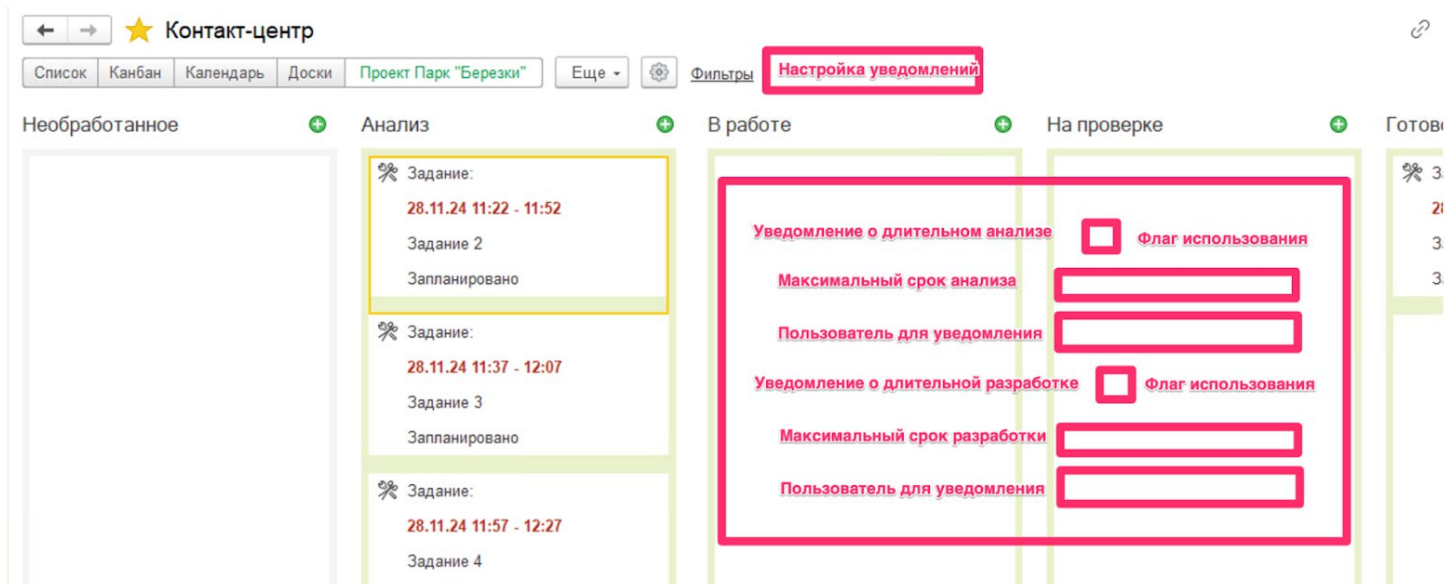 Контакт-центр
Список Канбан Календарь Доски Проект Парк "Березки" Еще Фильтры Настройка уведомлений
Необработанное Анализ В работе На проверке Готов
Задание:
28.11.24 11:22 - 11:52
Задание 2
Запланировано
Задание:
28.11.24 11:37 - 12:07
Задание 3
Запланировано
Задание:
28.11.24 11:57 - 12:27
Задание 4
Уведомление о длительном анализе Флаг использования
Максимальный срок анализа
Пользователь для уведомления
Уведомление о длительной разработке Флаг использования
Максимальный срок разработки
Пользователь для уведомления